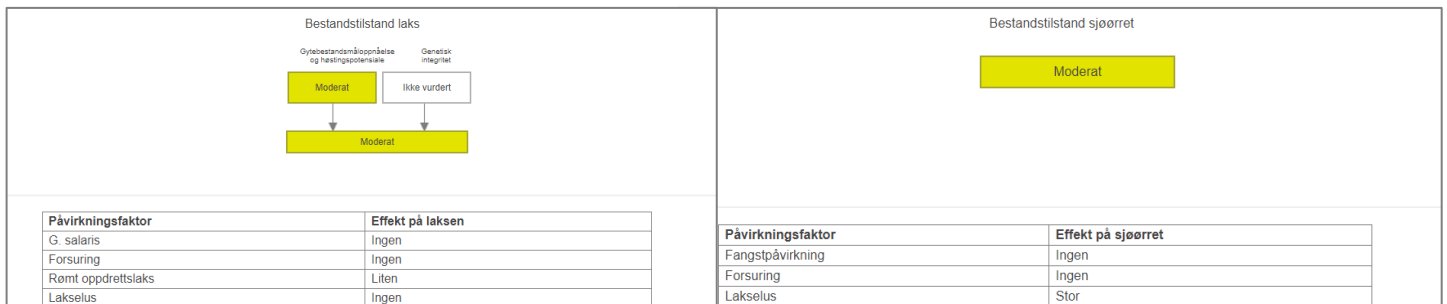 Bestandstilstand laks
Gytebestandsmåloppnåelse
og høstingspotensiale
Genetisk
integritet
Moderat
Ikke vurdert
Moderat
Påvirkningsfaktor Effekt på laksen
G. salaris Ingen
Forsuring Ingen
Rømt oppdrettslaks Liten
Lakselus Ingen
Bestandstilstand sjøørret
Moderat
Påvirkningsfaktor Effekt på sjøørret
Fangstpåvirkning Ingen
Forsuring Ingen
Lakselus Stor